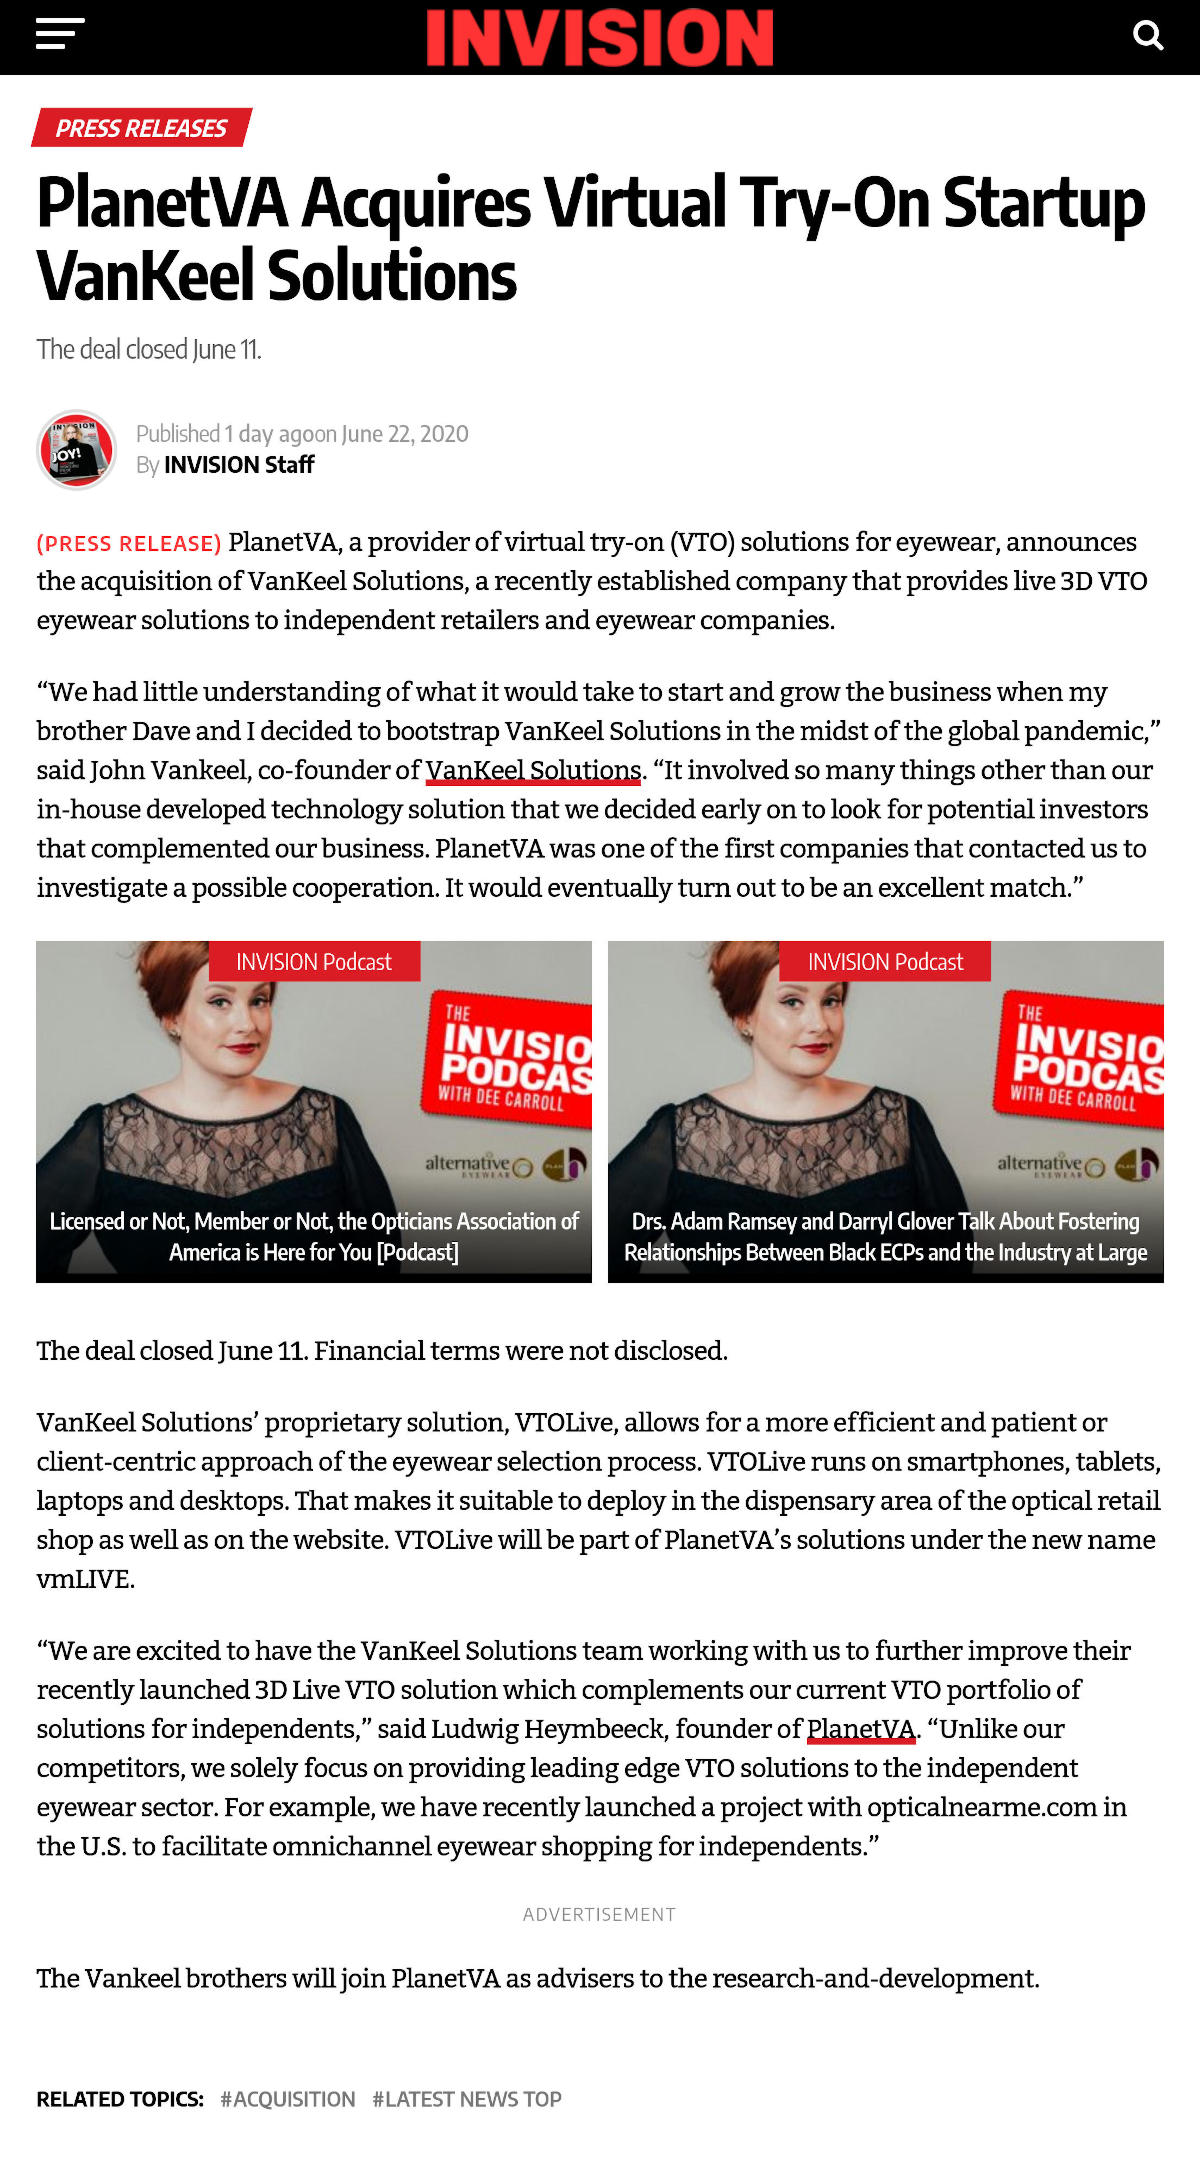 INVISION
PRESS RELEASES
PlanetVA Acquires Virtual Try-On Startup
VanKeel Solutions
The deal closed June 11.
INVISION
JOY!
Published 1 day agoon June 22, 2020
By INVISION Staff
(PRESS RELEASE) PlanetVA, a provider of virtual try-on (VTO) solutions for eyewear, announces
the acquisition of VanKeel Solutions, a recently established company that provides live 3D VTO
eyewear solutions to independent retailers and eyewear companies.
“We had little understanding of what it would take to start and grow the business when my
brother Dave and I decided to bootstrap VanKeel Solutions in the midst of the global pandemic,”
said John Vankeel, co-founder of VanKeel Solutions. “It involved so many things other than our
in-house developed technology solution that we decided early on to look for potential investors
that complemented our business. PlanetVA was one of the first companies that contacted us to
investigate a possible cooperation. It would eventually turn out to be an excellent match.”
INVISION Podcast
THE
INVISIO
PODCAS
WITH DEE CARROLL
alternative
EYEWEAR
PLAN
Licensed or Not, Member or Not, the Opticians Association of
America is Here for You [Podcast]
INVISION Podcast
THE
INVISIO
PODCAS
WITH DEE CARROLL
alternative
EYEWEAR
PLAN
Drs. Adam Ramsey and Darryl Glover Talk About Fostering
Relationships Between Black ECPs and the Industry at Large
The deal closed June 11. Financial terms were not disclosed.
VanKeel Solutions’ proprietary solution, VTOLive, allows for a more efficient and patient or
client-centric approach of the eyewear selection process. VTOLive runs on smartphones, tablets,
laptops and desktops. That makes it suitable to deploy in the dispensary area of the optical retail
shop as well as on the website. VTOLive will be part of PlanetVA’s solutions under the new name
vmLIVE.
“We are excited to have the VanKeel Solutions team working with us to further improve their
recently launched 3D Live VTO solution which complements our current VTO portfolio of
solutions for independents,” said Ludwig Heymbeeck, founder of PlanetVA. “Unlike our
competitors, we solely focus on providing leading edge VTO solutions to the independent
eyewear sector. For example, we have recently launched a project with opticalnearme.com in
the U.S. to facilitate omnichannel eyewear shopping for independents.”
ADVERTISEMENT
The Vankeel brothers will join PlanetVA as advisers to the research-and-development.
RELATED TOPICS: #ACQUISITION #LATEST NEWS TOP